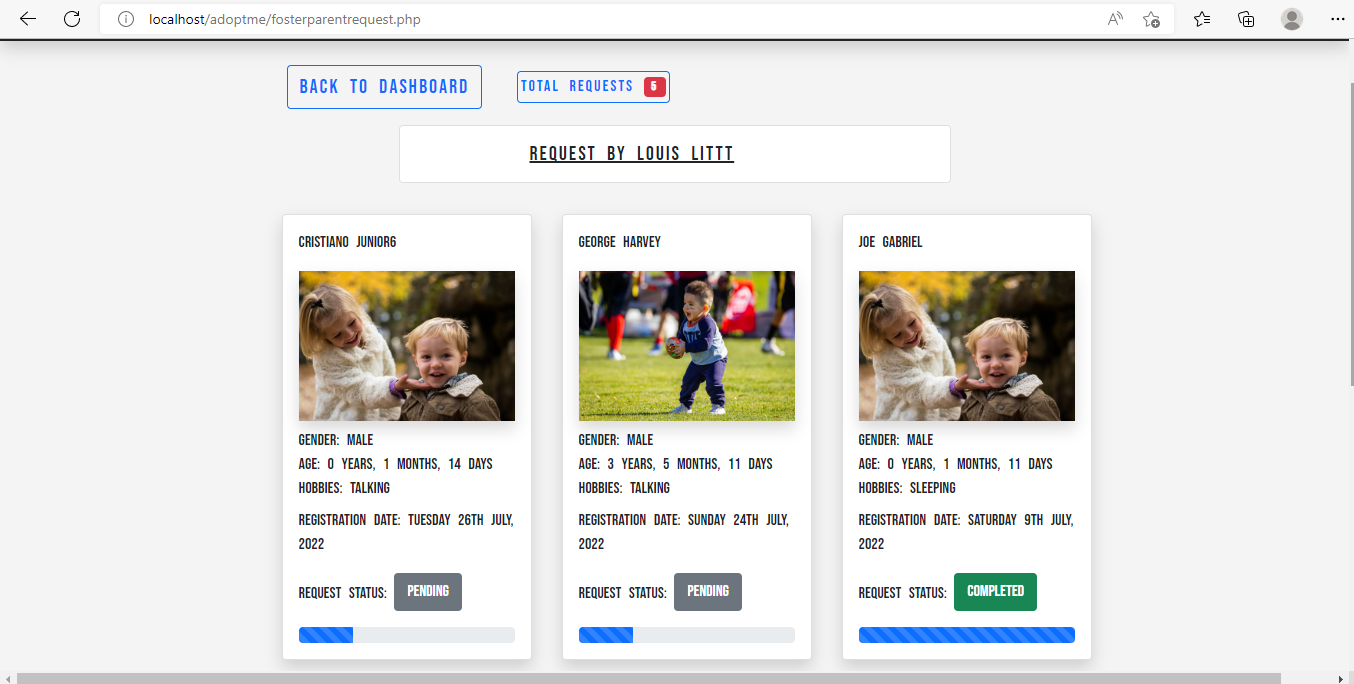 localhost/adoptme/fosterparentrequest.php
BACK TO DASHBOARD
TOTAL REQUESTS 5
REQUEST BY LOUIS LITTT
CRISTIANO JUNIOR6
GEORGE HARVEY
JOE GABRIEL
GENDER: MALE
AGE: 0 YEARS, 1 MONTHS, 14 DAYS
HOBBIES: TALKING
REGISTRATION DATE: TUESDAY 26TH JULY,
2022
REQUEST STATUS: PENDING
GENDER: MALE
AGE: 3 YEARS, 5 MONTHS, 11 DAYS
HOBBIES: TALKING
REGISTRATION DATE: SUNDAY 24TH JULY,
2022
REQUEST STATUS: PENDING
GENDER: MALE
AGE: 0 YEARS, 1 MONTHS, 11 DAYS
HOBBIES: SLEEPING
REGISTRATION DATE: SATURDAY 9TH JULY,
2022
REQUEST STATUS: COMPLETED